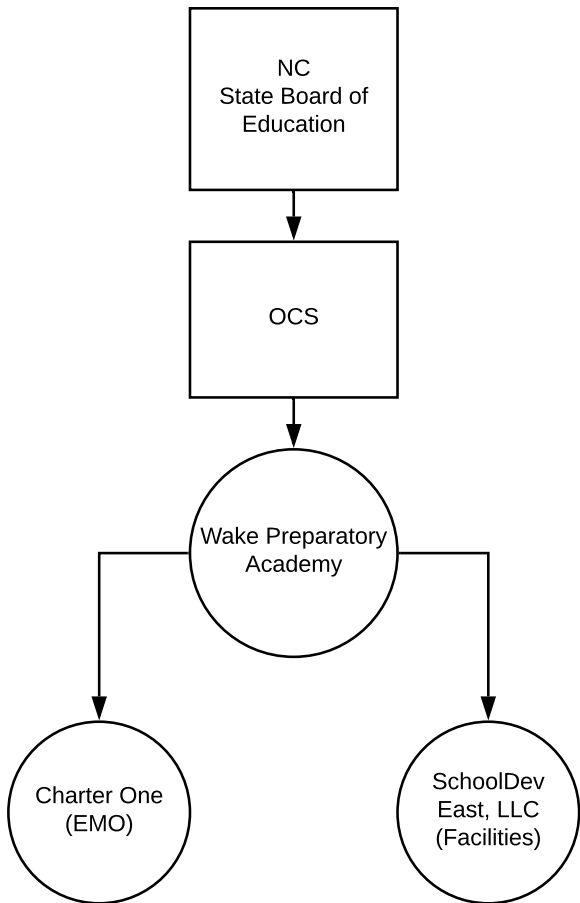 NC
State Board of
Education
OCS
Wake Preparatory
Academy
Charter One
(EMO)
SchoolDev
East, LLC
(Facilities)